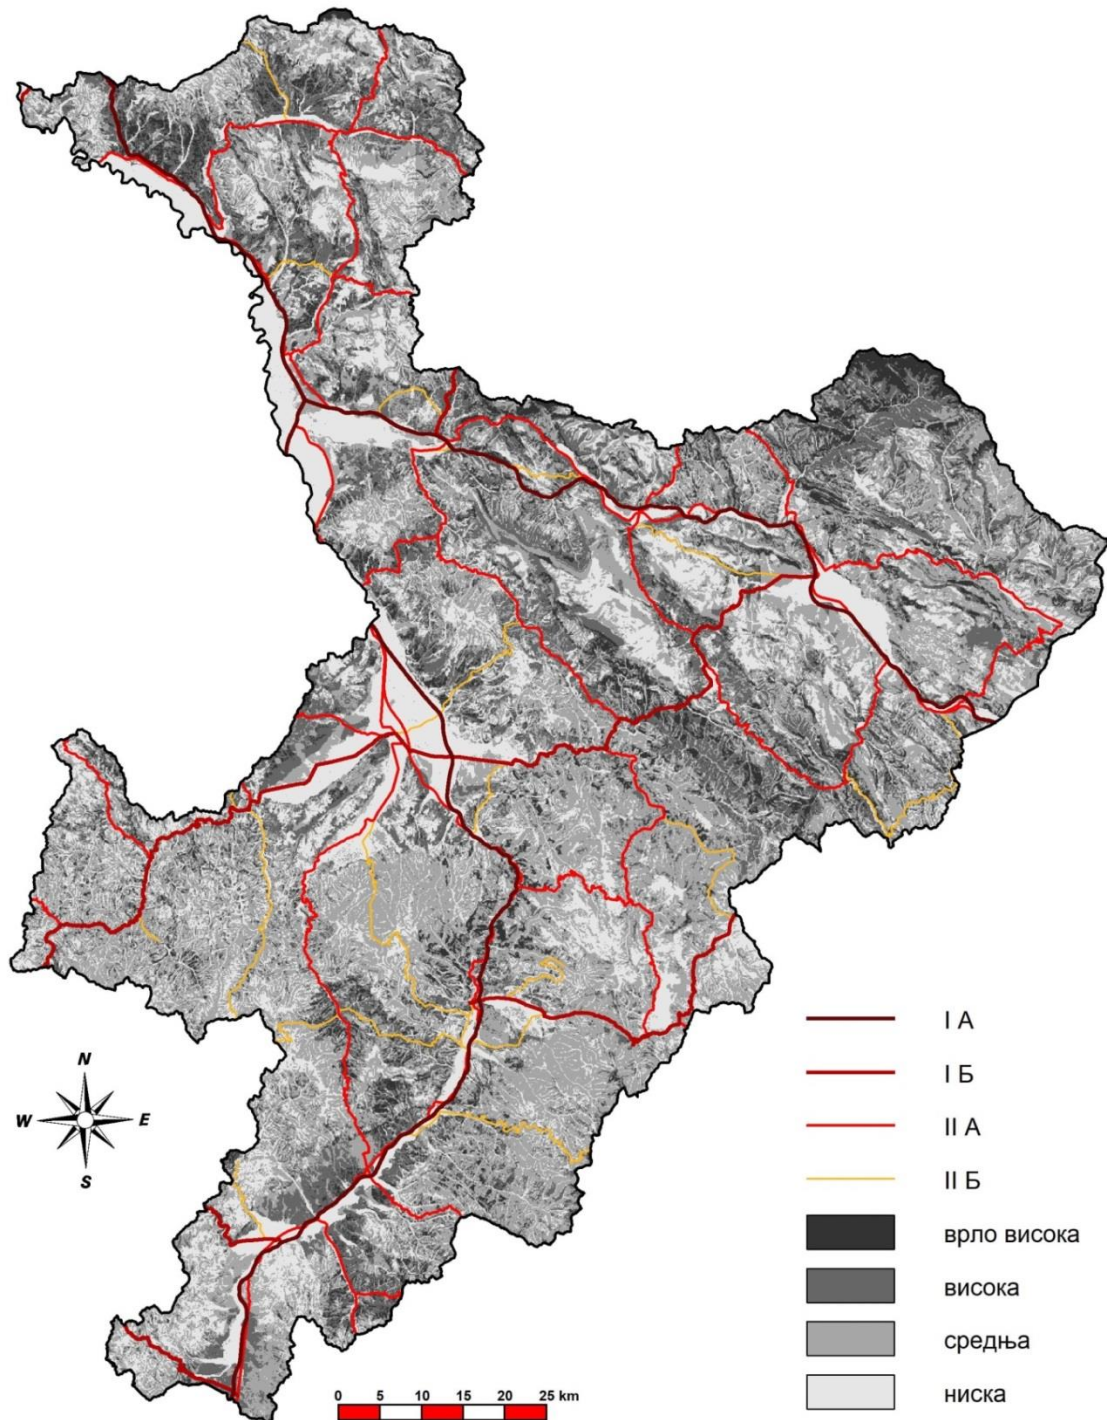 I А
I Б
II А
II Б
врло висока
висока
средња
ниска
N
W E
S
0 5 10 15 20 25 km